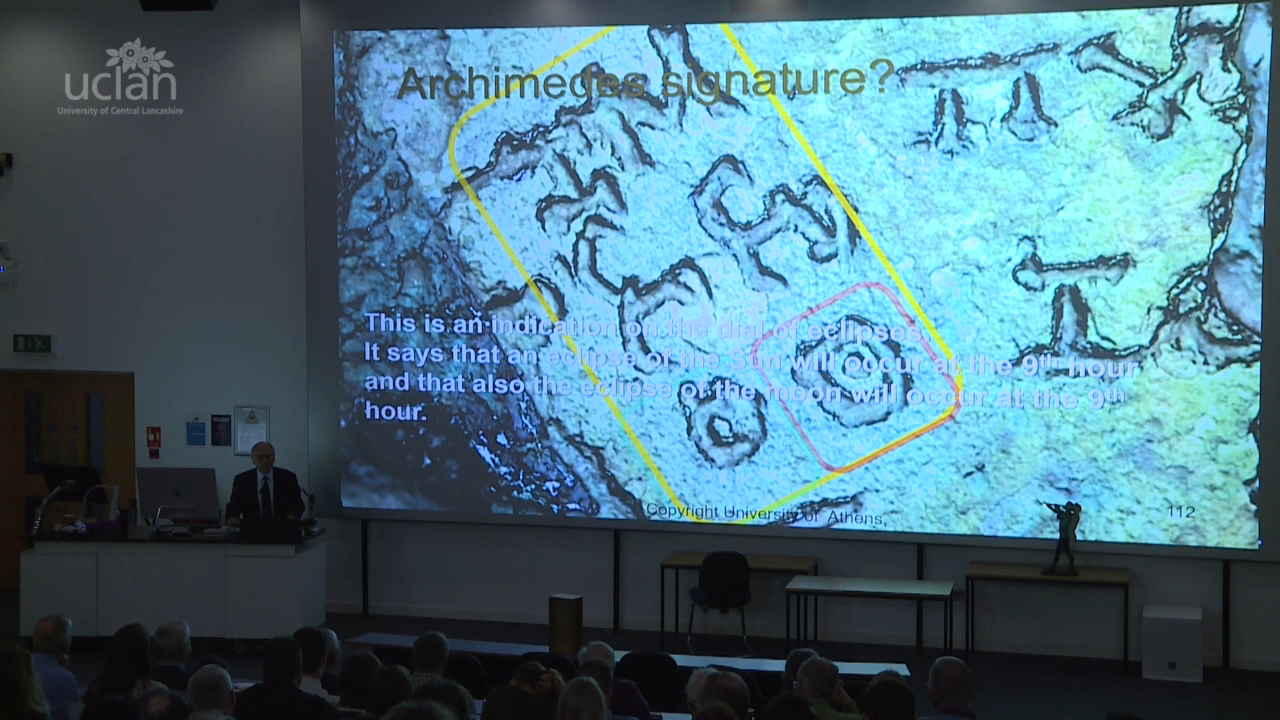 uclan
University of Central Lancashire
Archimedes signature?
This is an indication on the dial of eclipses.
It says that an eclipse of the Sun will occur at the 9th hour
and that also the eclipse of the moon will occur at the 9th
hour.
Copyright University of Athens,
112